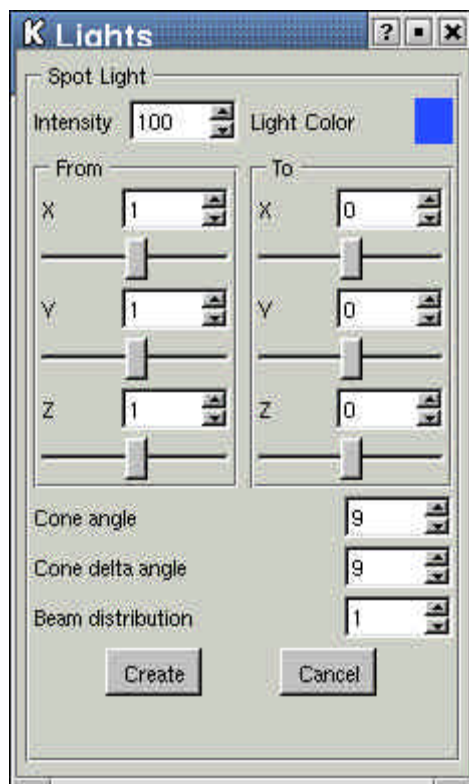 K Lights ?
Spot Light
Intensity 100 Light Color
From To
X 1 X 0
Y 1 Y 0
Z 1 Z 0
Cone angle 9
Cone delta angle 9
Beam distribution 1
Create Cancel